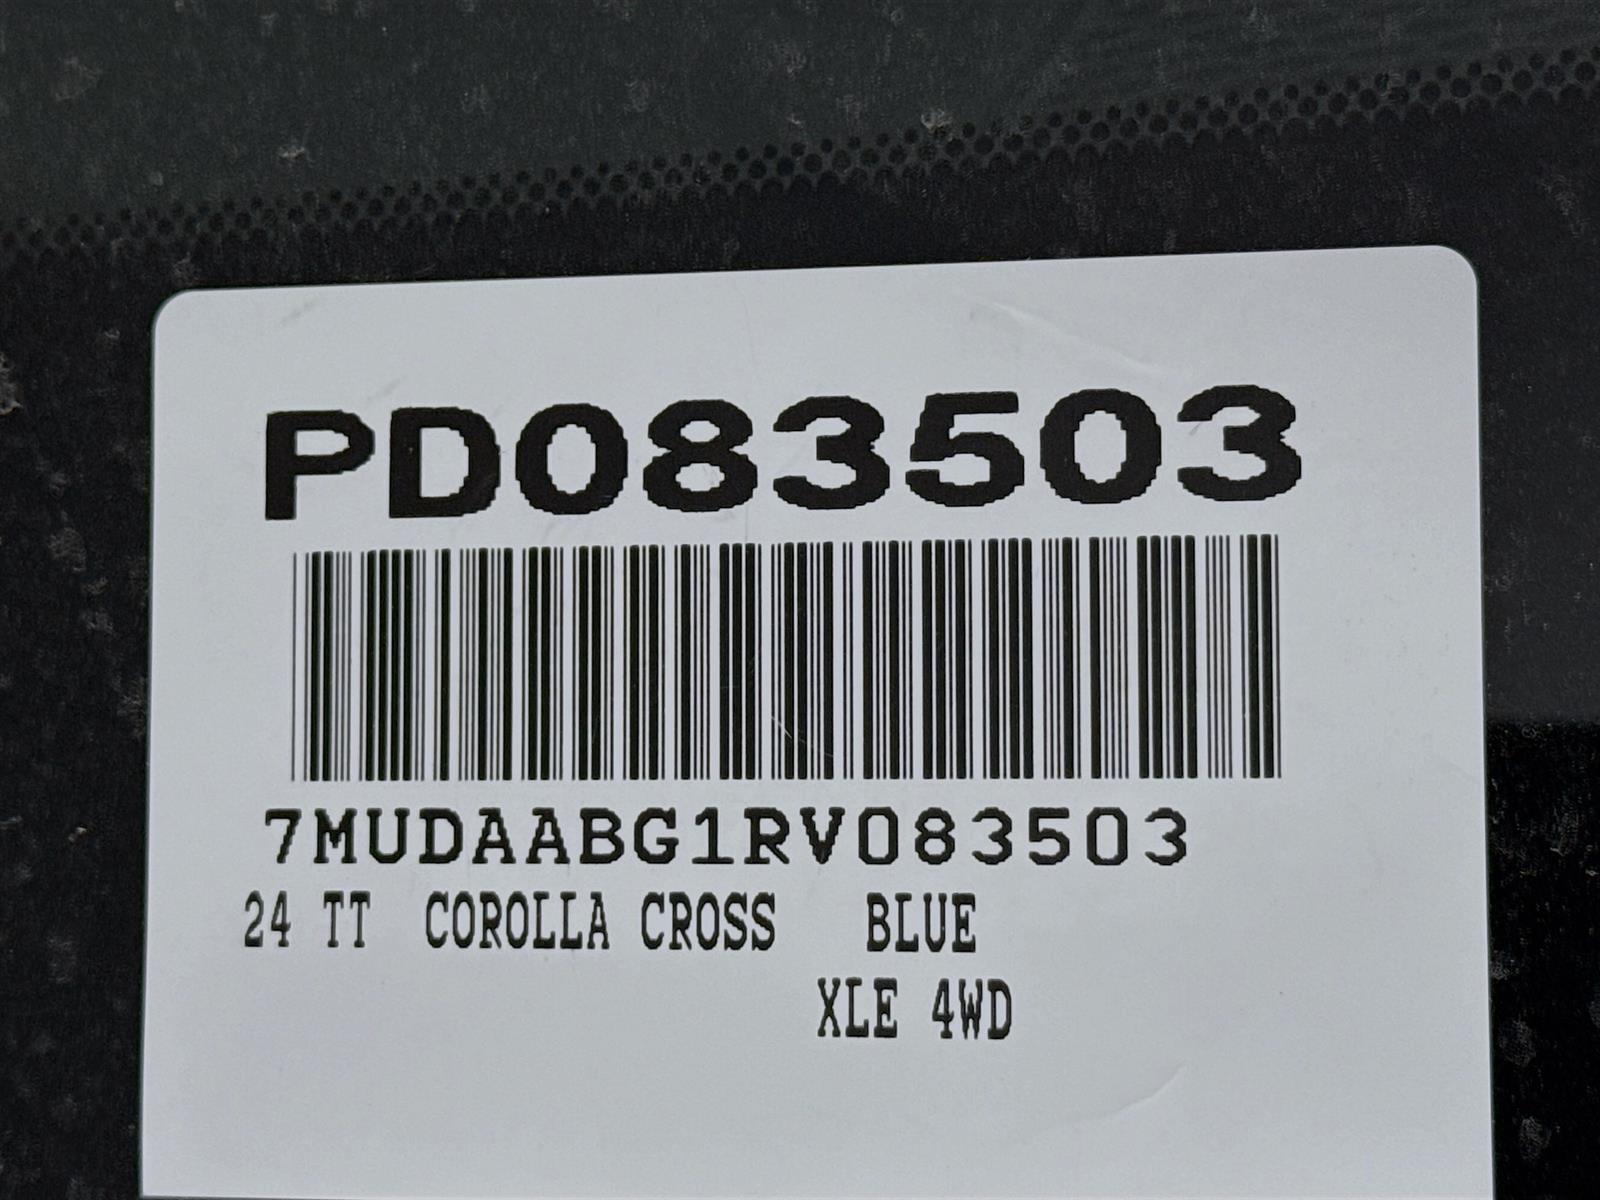 PD083503
7MUDAABG1RV083503
24 TT COROLLA CROSS BLUE
XLE 4WD